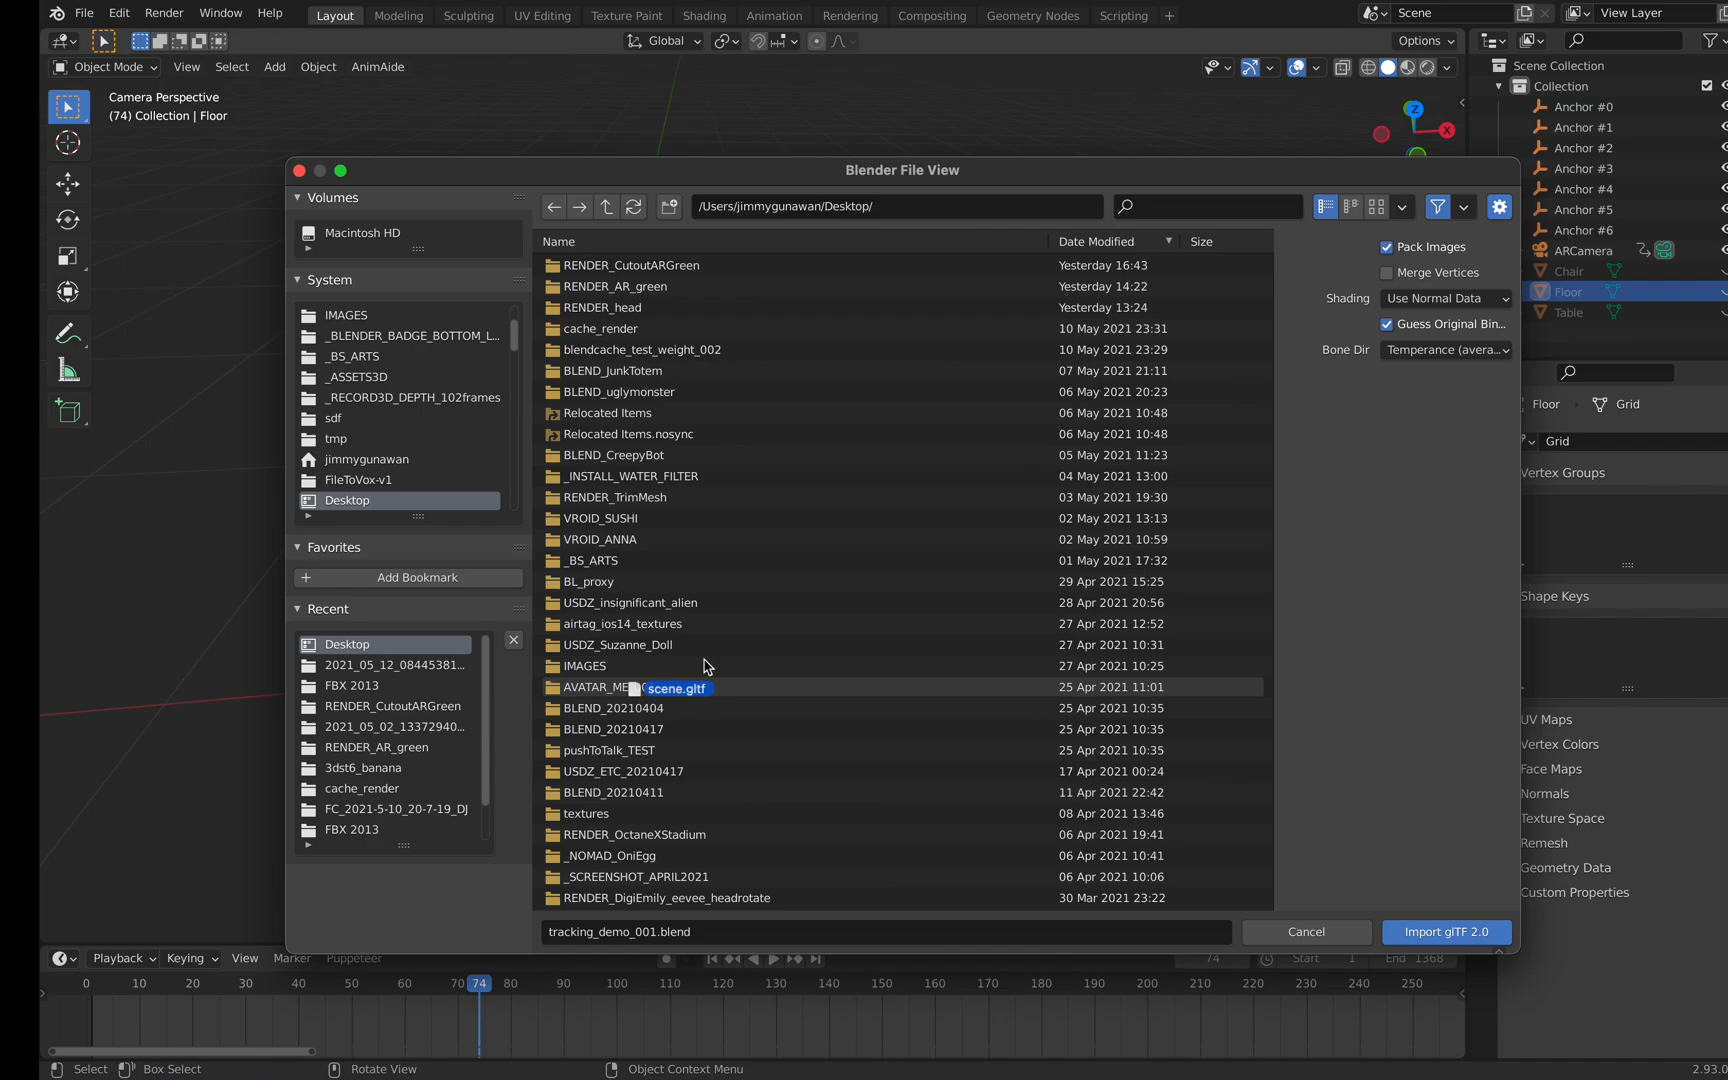 File Edit Render Window Help Layout Modeling Sculpting UV Editing Texture Paint Shading Animation Rendering Compositing Geometry Nodes Scripting + Scene View Layer
Global Options
Object Mode View Select Add Object AnimAide
Camera Perspective
(74) Collection | Floor
Z
X
Scene Collection
Collection
Anchor #0
Anchor #1
Anchor #2
Anchor #3
Anchor #4
Anchor #5
Anchor #6
ARCamera
Chair
Floor
Table
Blender File View
Volumes
Macintosh HD
System
IMAGES
_BLENDER_BADGE_BOTTOM_L...
_BS_ARTS
_ASSETS3D
_RECORD3D_DEPTH_102frames
sdf
tmp
jimmygunawan
FileToVox-v1
Desktop
Favorites
+ Add Bookmark
Recent
Desktop
2021_05_12_08445381...
FBX 2013
RENDER_CutoutARGreen
2021_05_02_13372940...
RENDER_AR_green
3dst6_banana
cache_render
FC_2021-5-10_20-7-19_DJ
FBX 2013
/Users/jimmygunawan/Desktop/
Name Date Modified Size
RENDER_CutoutARGreen Yesterday 16:43
RENDER_AR_green Yesterday 14:22
RENDER_head Yesterday 13:24
cache_render 10 May 2021 23:31
blendcache_test_weight_002 10 May 2021 23:29
BLEND_JunkTotem 07 May 2021 21:11
BLEND_uglymonster 06 May 2021 20:23
Relocated Items 06 May 2021 10:48
Relocated Items.nosync 06 May 2021 10:48
BLEND_CreepyBot 05 May 2021 11:23
_INSTALL_WATER_FILTER 04 May 2021 13:00
RENDER_TrimMesh 03 May 2021 19:30
VROID_SUSHI 02 May 2021 13:13
VROID_ANNA 02 May 2021 10:59
_BS_ARTS 01 May 2021 17:32
BL_proxy 29 Apr 2021 15:25
USDZ_insignificant_alien 28 Apr 2021 20:56
airtag_ios14_textures 27 Apr 2021 12:52
USDZ_Suzanne_Doll 27 Apr 2021 10:31
IMAGES 27 Apr 2021 10:25
AVATAR_ME scene.gltf 25 Apr 2021 11:01
BLEND_20210404 25 Apr 2021 10:35
BLEND_20210417 25 Apr 2021 10:35
pushToTalk_TEST 25 Apr 2021 10:35
USDZ_ETC_20210417 17 Apr 2021 00:24
BLEND_20210411 11 Apr 2021 22:42
textures 08 Apr 2021 13:46
RENDER_OctaneXStadium 06 Apr 2021 19:41
_NOMAD_OniEgg 06 Apr 2021 10:41
_SCREENSHOT_APRIL2021 06 Apr 2021 10:06
RENDER_DigiEmily_eevee_headrotate 30 Mar 2021 23:22
Pack Images
Merge Vertices
Shading Use Normal Data
Guess Original Bin...
Bone Dir Temperance (avera...
tracking_demo_001.blend Cancel Import glTF 2.0
Floor Grid
Grid
Vertex Groups
Shape Keys
UV Maps
Vertex Colors
Face Maps
Normals
Texture Space
Remesh
Geometry Data
Custom Properties
Playback Keying View Marker Puppeteer 74 Start 1 End 1368
0 10 20 30 40 50 60 70 74 80 90 100 110 120 130 140 150 160 170 180 190 200 210 220 230 240 250
Select Box Select Rotate View Object Context Menu 2.93.0